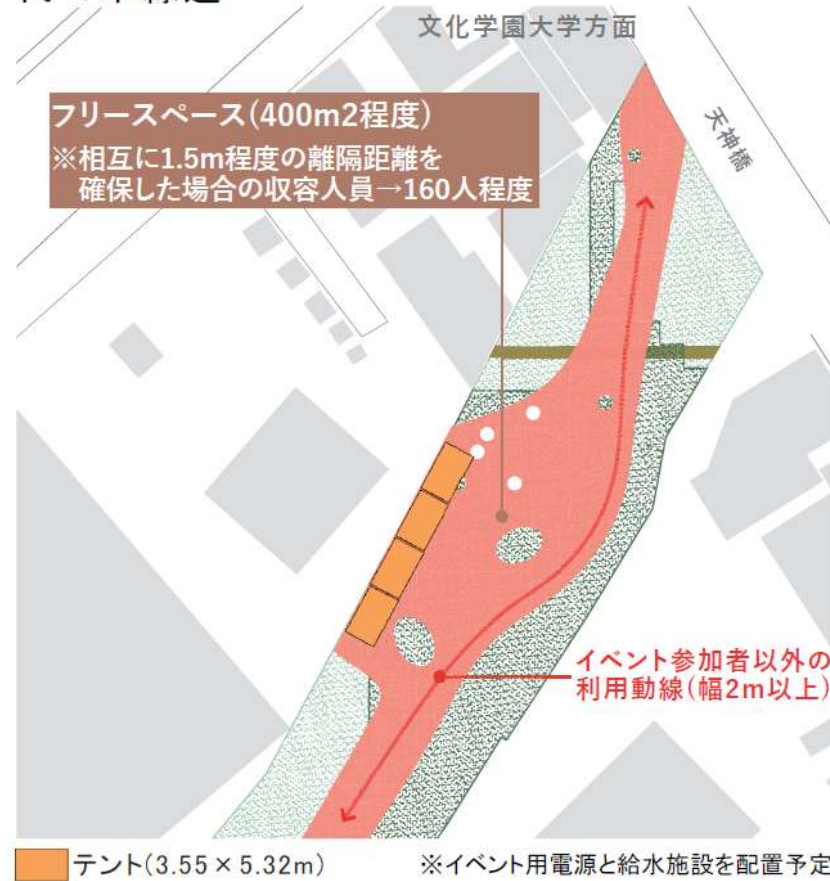 文化学園大学方面
天神橋
フリースペース(400m2程度)
※相互に1.5m程度の離隔距離を
確保した場合の収容人員→160人程度
イベント参加者以外の
利用動線(幅2m以上)
テント(3.55×5.32m)
※イベント用電源と給水施設を配置予定